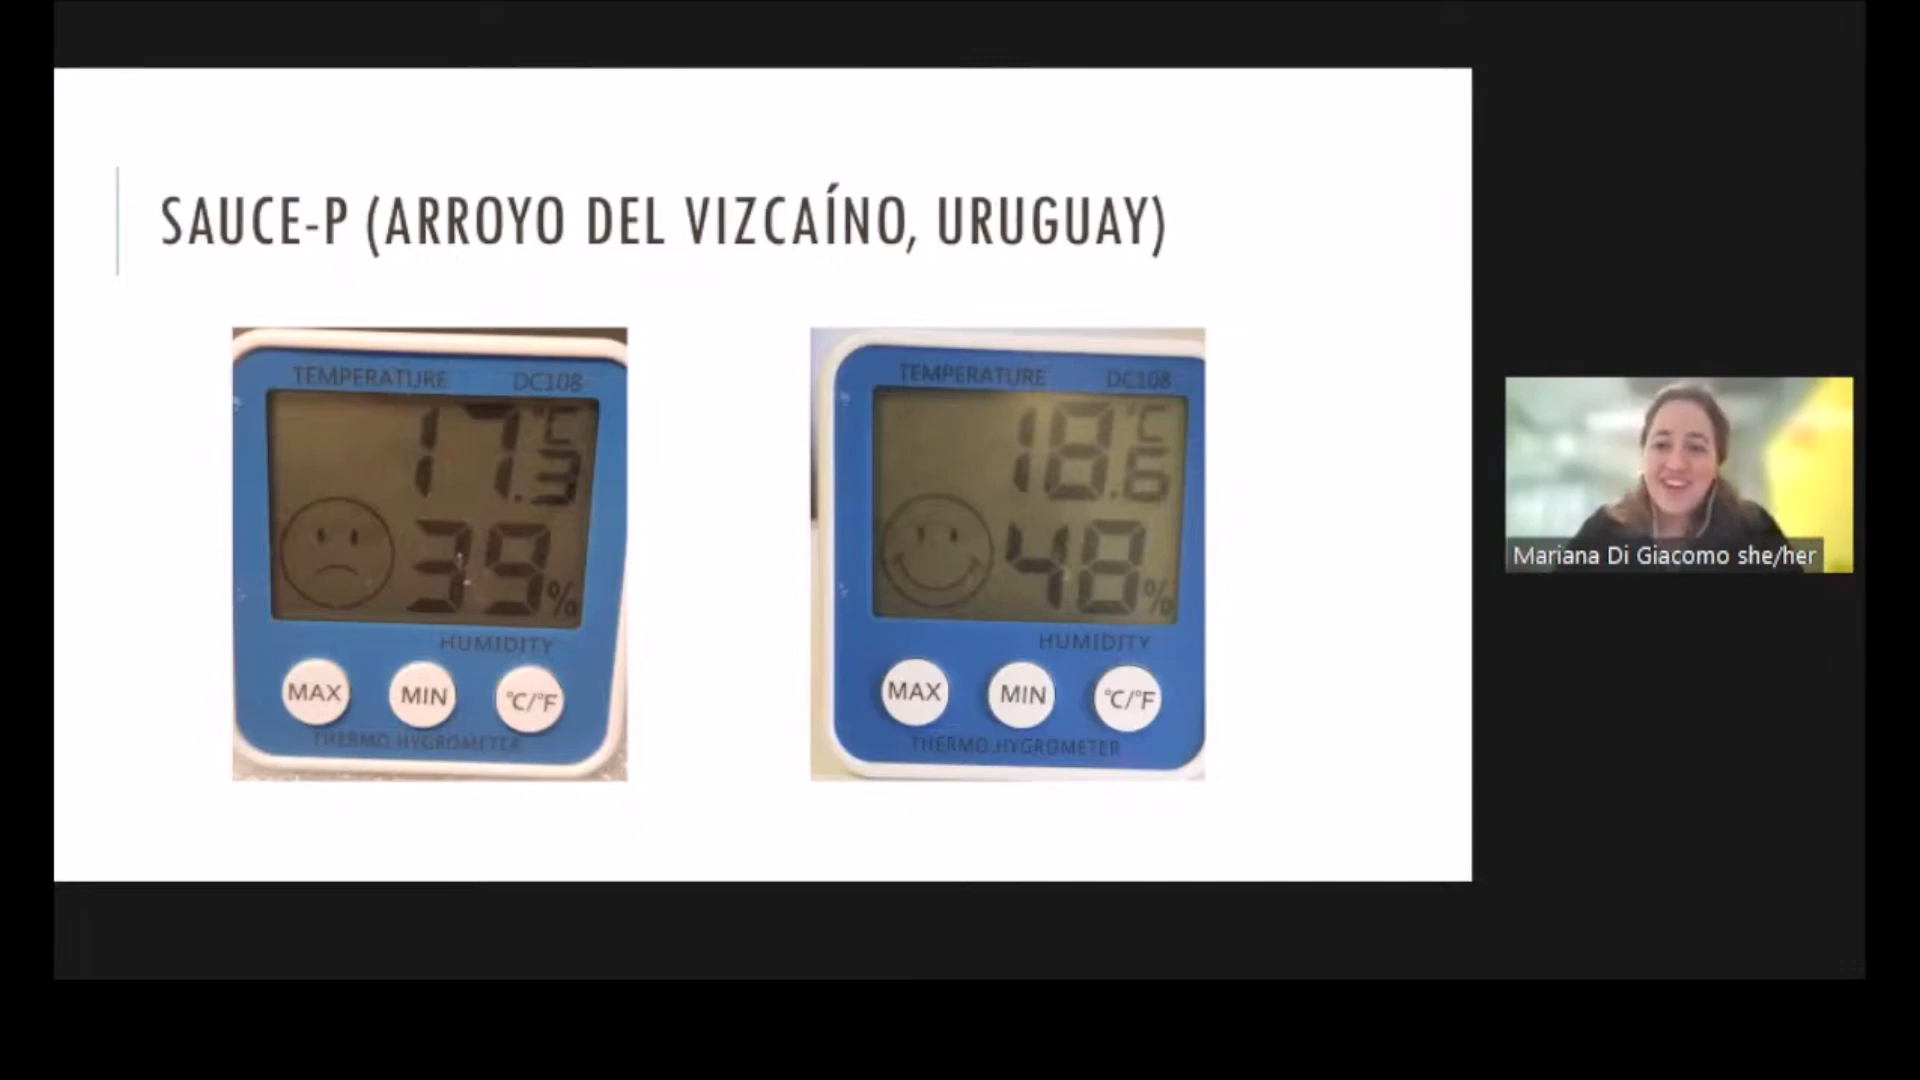 SAUCE-P (ARROYO DEL VIZCAÍNO, URUGUAY)
TEMPERATURE DC108
17.3 °C
39 %
HUMIDITY
MAX MIN °C/°F
THERMO HYGROMETER
TEMPERATURE DC108
18.6 °C
48 %
HUMIDITY
MAX MIN °C/°F
THERMO HYGROMETER
Mariana Di Giacomo she/her